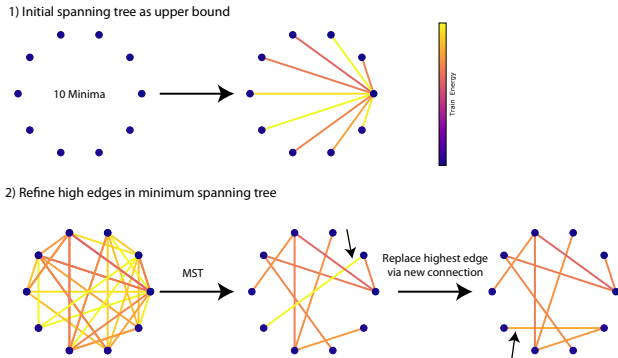 1) Initial spanning tree as upper bound
10 Minima
Train Energy
2) Refine high edges in minimum spanning tree
MST
Replace highest edge
via new connection